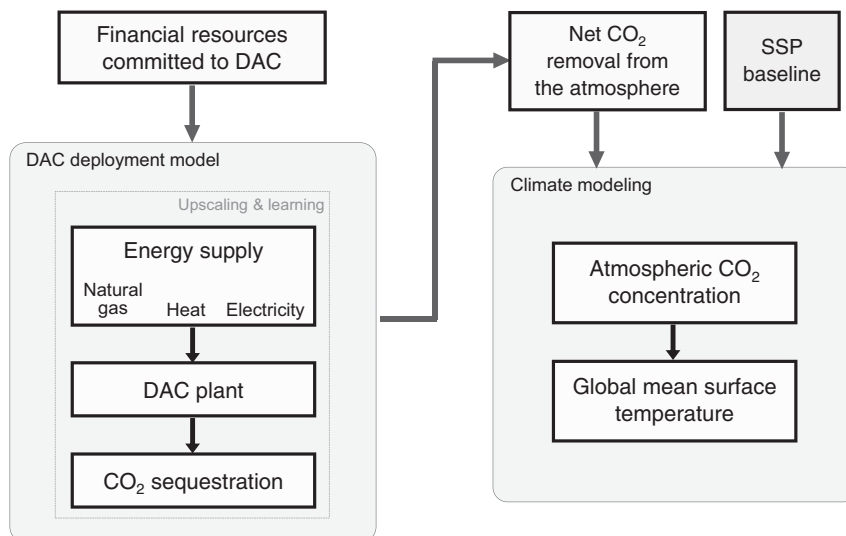 Financial resources
committed to DAC
Net CO₂
removal from
the atmosphere
SSP
baseline
DAC deployment model
Upscaling & learning
Energy supply
Natural
gas
Heat
Electricity
DAC plant
CO₂ sequestration
Climate modeling
Atmospheric CO₂
concentration
Global mean surface
temperature